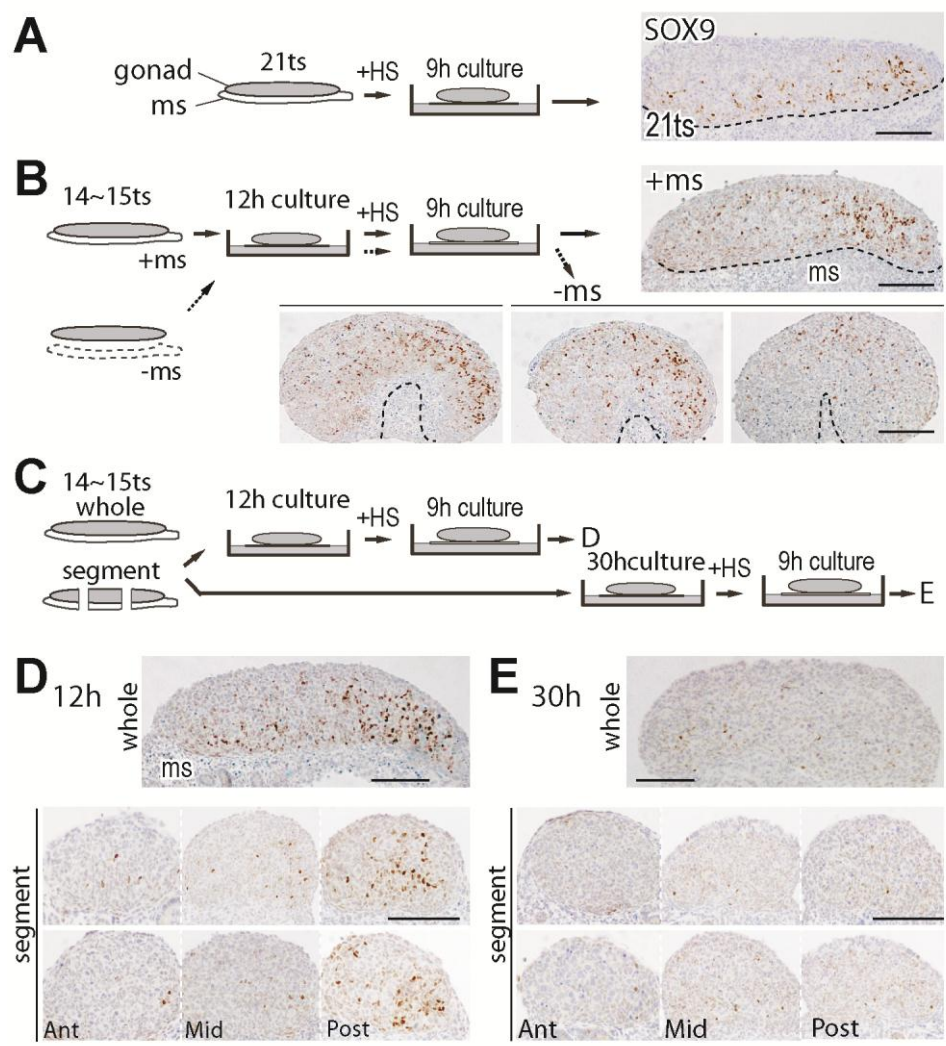 A
gonad
ms
21ts
+HS
9h culture
SOX9
21ts
B
14~15ts
+ms
-ms
12h culture
+HS
9h culture
-ms
+ms
ms
C
14~15ts
whole
segment
12h culture
+HS
9h culture
D
30hculture
+HS
9h culture
E
D
12h
whole
ms
segment
Ant
Mid
Post
E
30h
whole
segment
Ant
Mid
Post